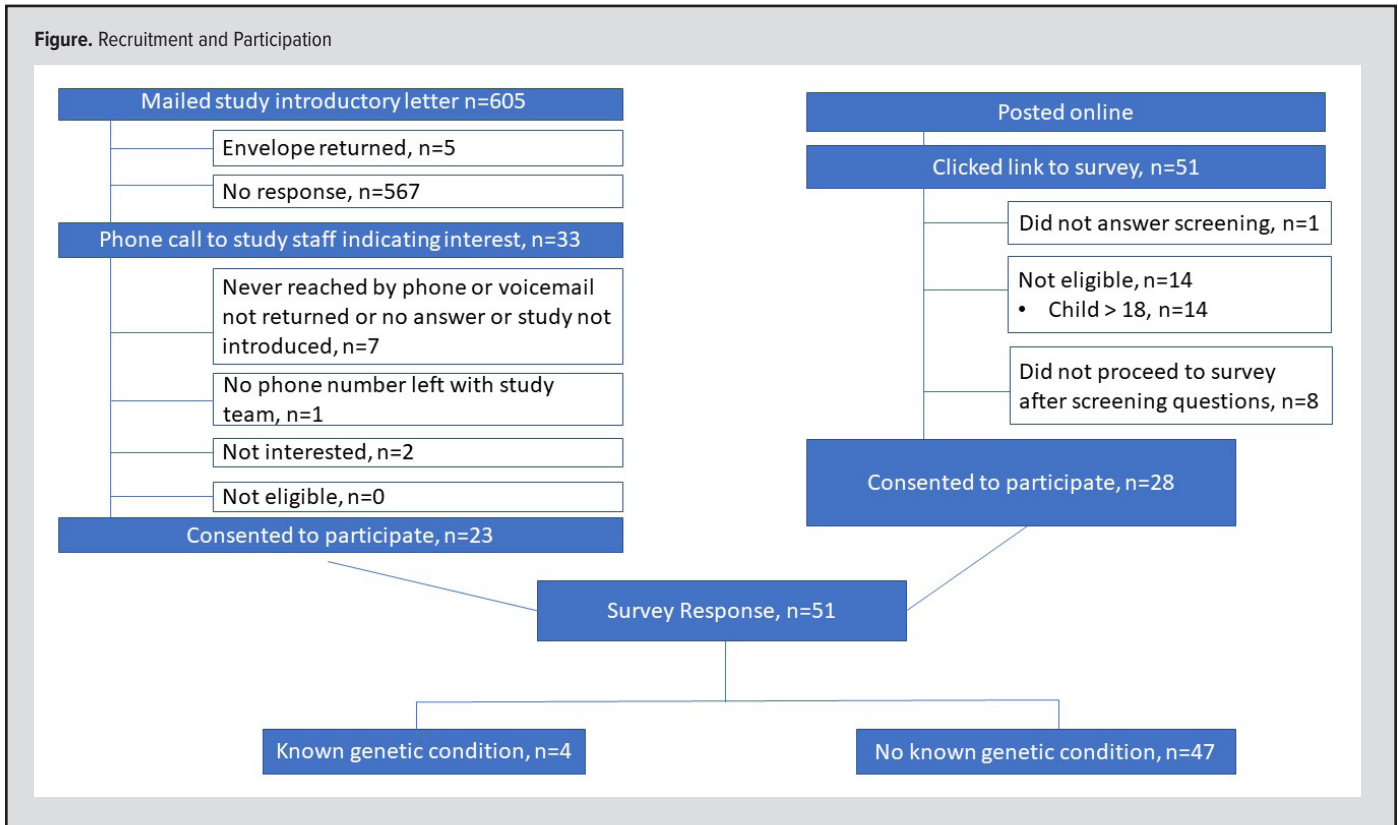 Figure. Recruitment and Participation
Mailed study introductory letter n=605
Envelope returned, n=5
No response, n=567
Phone call to study staff indicating interest, n=33
Never reached by phone or voicemail
not returned or no answer or study not
introduced, n=7
No phone number left with study
team, n=1
Not interested, n=2
Not eligible, n=0
Consented to participate, n=23
Posted online
Clicked link to survey, n=51
Did not answer screening, n=1
Not eligible, n=14
• Child > 18, n=14
Did not proceed to survey
after screening questions, n=8
Consented to participate, n=28
Survey Response, n=51
Known genetic condition, n=4
No known genetic condition, n=47